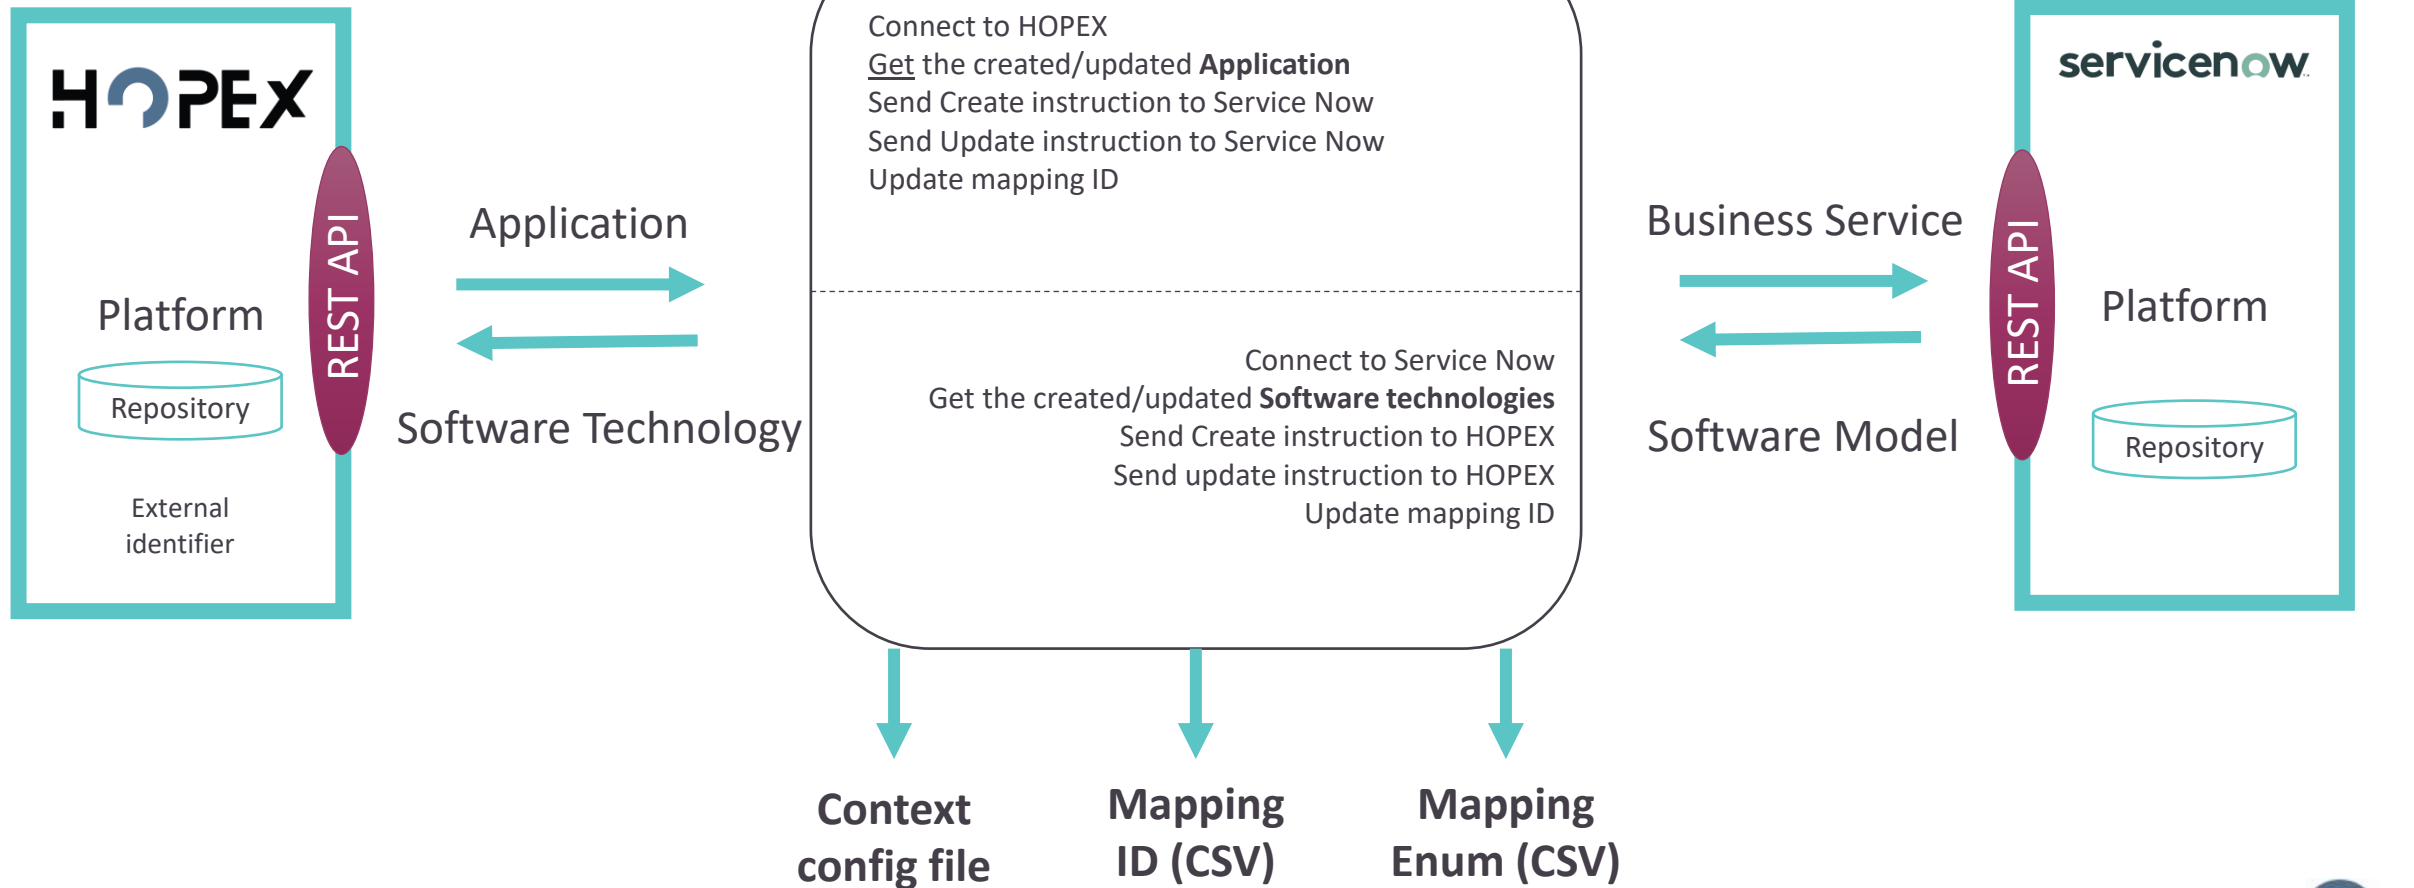 HOPEX
REST API
Platform
Repository
External
identifier
Application
Software Technology
Connect to HOPEX
Get the created/updated Application
Send Create instruction to Service Now
Send Update instruction to Service Now
Update mapping ID
Connect to Service Now
Get the created/updated Software technologies
Send Create instruction to HOPEX
Send update instruction to HOPEX
Update mapping ID
Business Service
Software Model
servicenow
REST API
Platform
Repository
Context
config file
Mapping
ID (CSV)
Mapping
Enum (CSV)